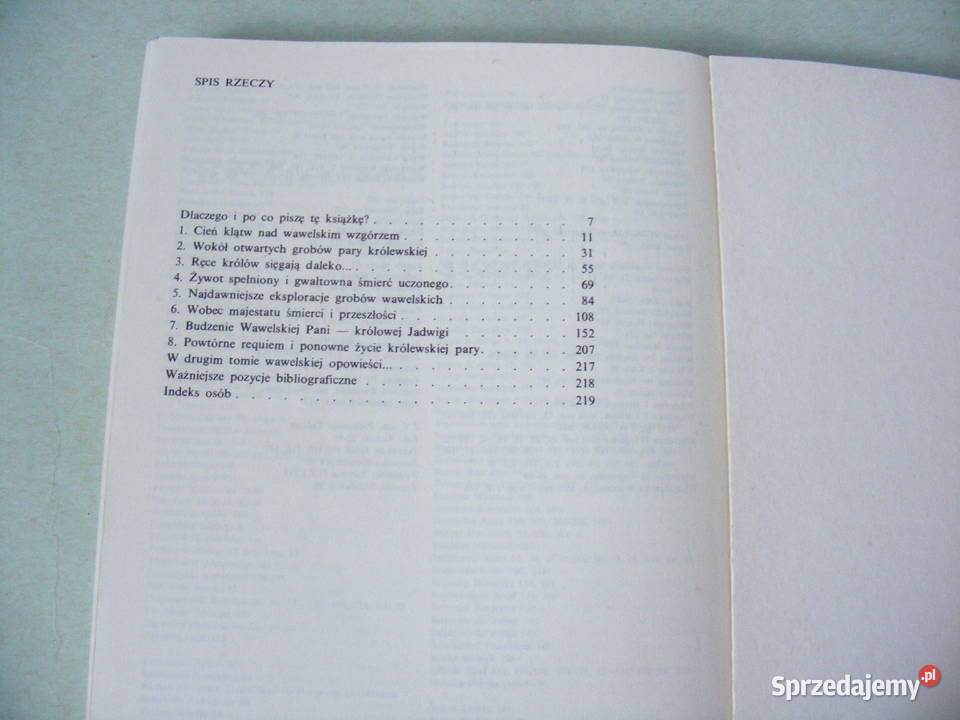 SPIS RZECZY
Dlaczego i po co piszę tę książkę? . . . . . . . . . . . 7
1. Cień klątw nad wawelskim wzgórzem . . . . . . . . . 11
2. Wokół otwartych grobów pary królewskiej . . . . . . . 31
3. Ręce królów sięgają daleko... . . . . . . . . . . . . 55
4. Żywot spełniony i gwałtowna śmierć uczonego. . . . . . 69
5. Najdawniejsze eksploracje grobów wawelskich . . . . . . 84
6. Wobec majestatu śmierci i przeszłości . . . . . . . . . 108
7. Budzenie Wawelskiej Pani — królowej Jadwigi . . . . . . 152
8. Powtórne requiem i ponowne życie królewskiej pary. . . . . 207
W drugim tomie wawelskiej opowieści... . . . . . . . . . 217
Ważniejsze pozycje bibliograficzne . . . . . . . . . . . 218
Indeks osób . . . . . . . . . . . . . . . . . . 219
Sprzedajemy.pl